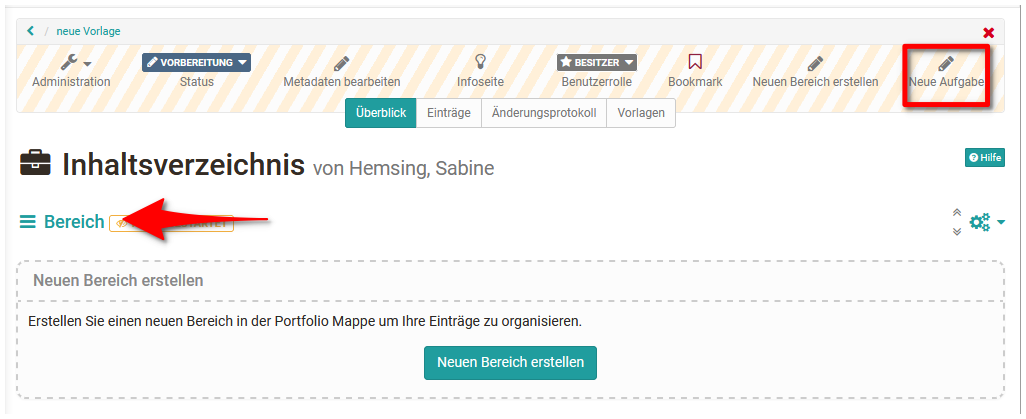 / neue Vorlage
Administration
VORBEREITUNG
Status
Metadaten bearbeiten
Infoseite
BESITZER
Benutzerrolle
Bookmark
Neuen Bereich erstellen
Neue Aufgabe
Überblick Einträge Änderungsprotokoll Vorlagen
Inhaltsverzeichnis von Hemsing, Sabine
Hilfe
Bereich
Neuen Bereich erstellen
Erstellen Sie einen neuen Bereich in der Portfolio Mappe um Ihre Einträge zu organisieren.
Neuen Bereich erstellen